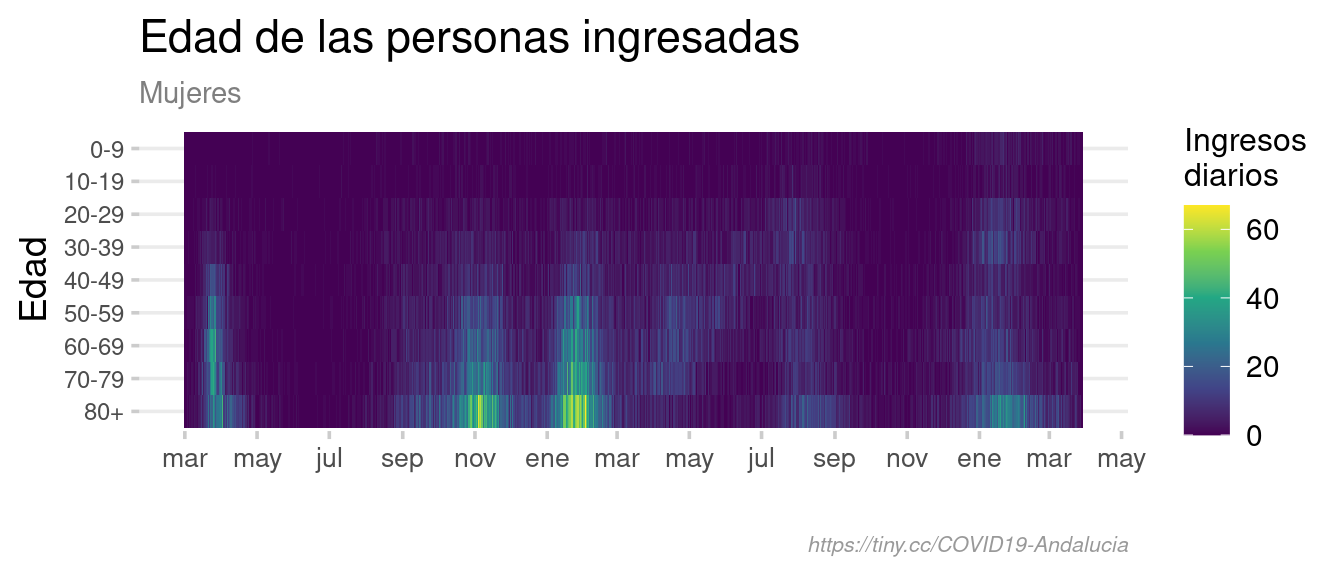 Edad de las personas ingresadas
Mujeres
Edad
0-9
10-19
20-29
30-39
40-49
50-59
60-69
70-79
80+
mar may jul sep nov ene mar may jul sep nov ene mar may
Ingresos
diarios
60
40
20
0
https://tiny.cc/COVID19-Andalucia